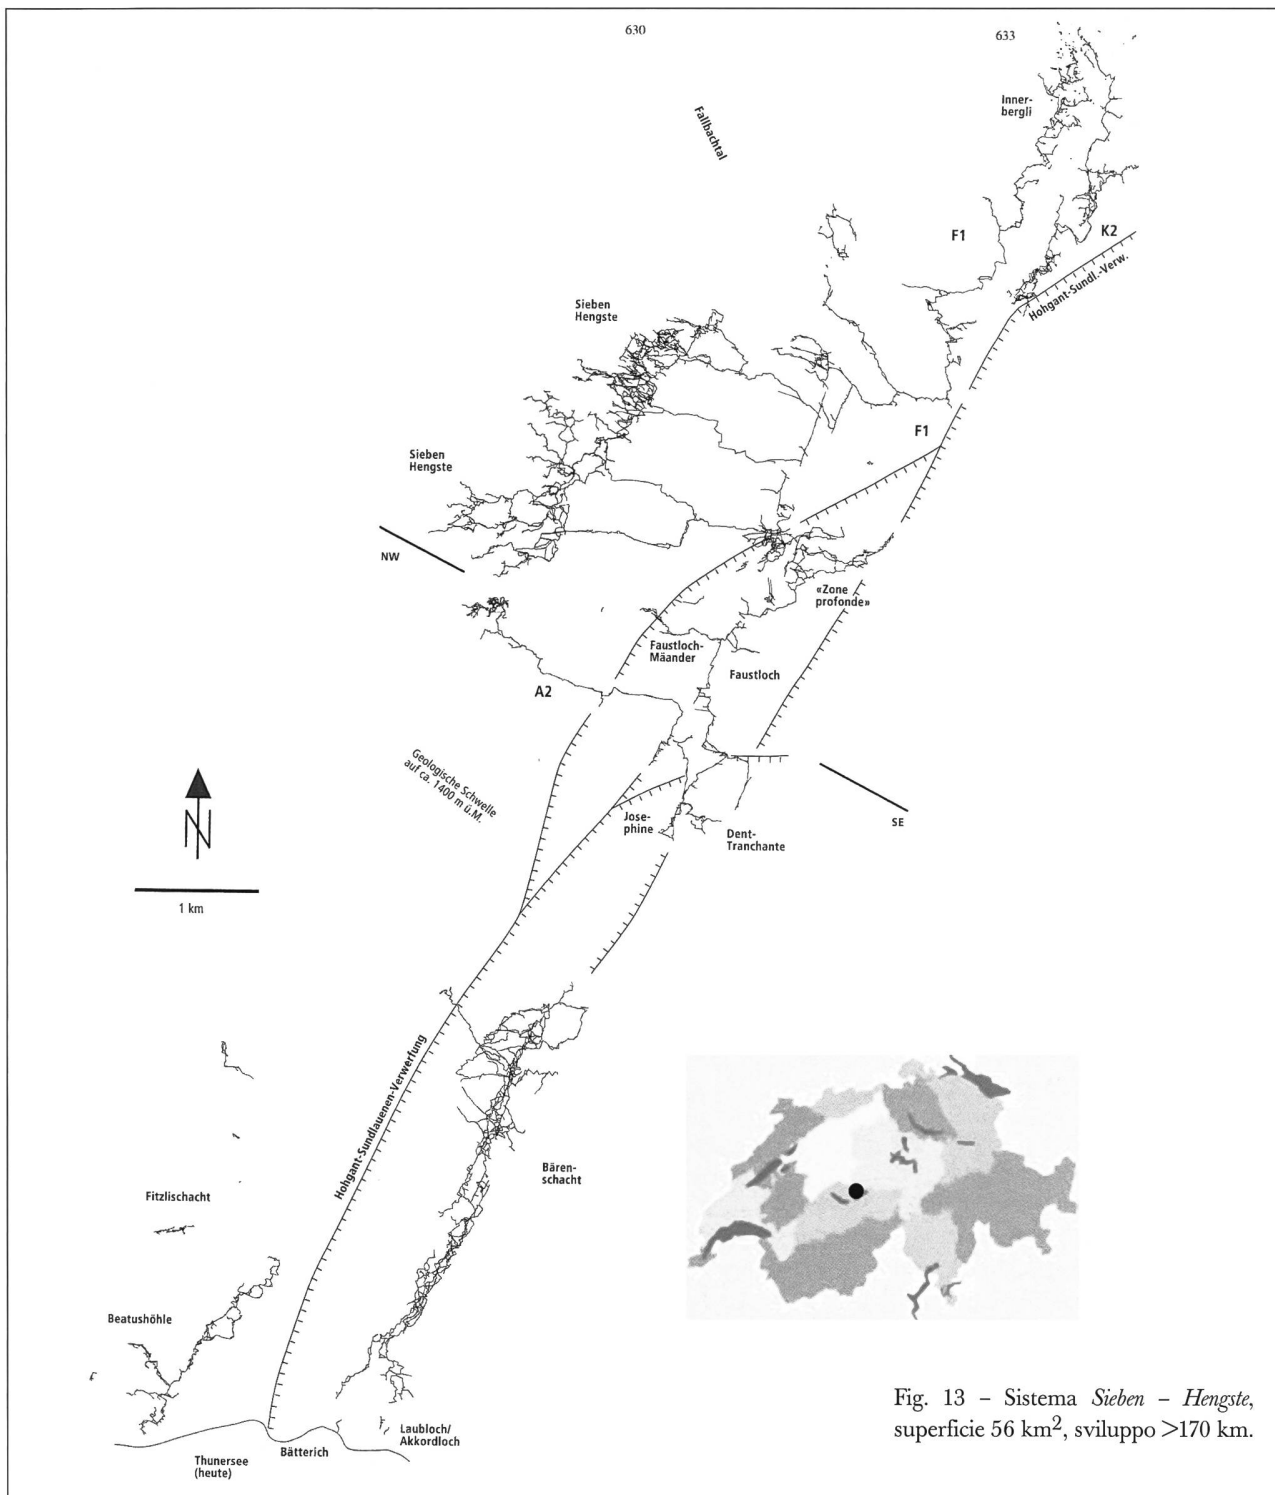 630
633
Inner-
bergli
Fallbachtal
F1
K2
Hohgant-Sundl.-Verw.
Sieben
Hengste
F1
Sieben
Hengste
NW
«Zone
profonde»
Faustloch-
Mäander
Faustloch
A2
Geologische Schwelle
auf ca. 1400 m ü.M.
Jose-
phine
Dent-
Tranchante
SE
N
1 km
Hohgant-Sundlauenen-Verwerfung
Bären-
schacht
Fitzlischacht
Beatushöhle
Laubloch/
Akkordloch
Bätterich
Thunersee
(heute)
Fig. 13 – Sistema Sieben – Hengste,
superficie 56 km², sviluppo >170 km.